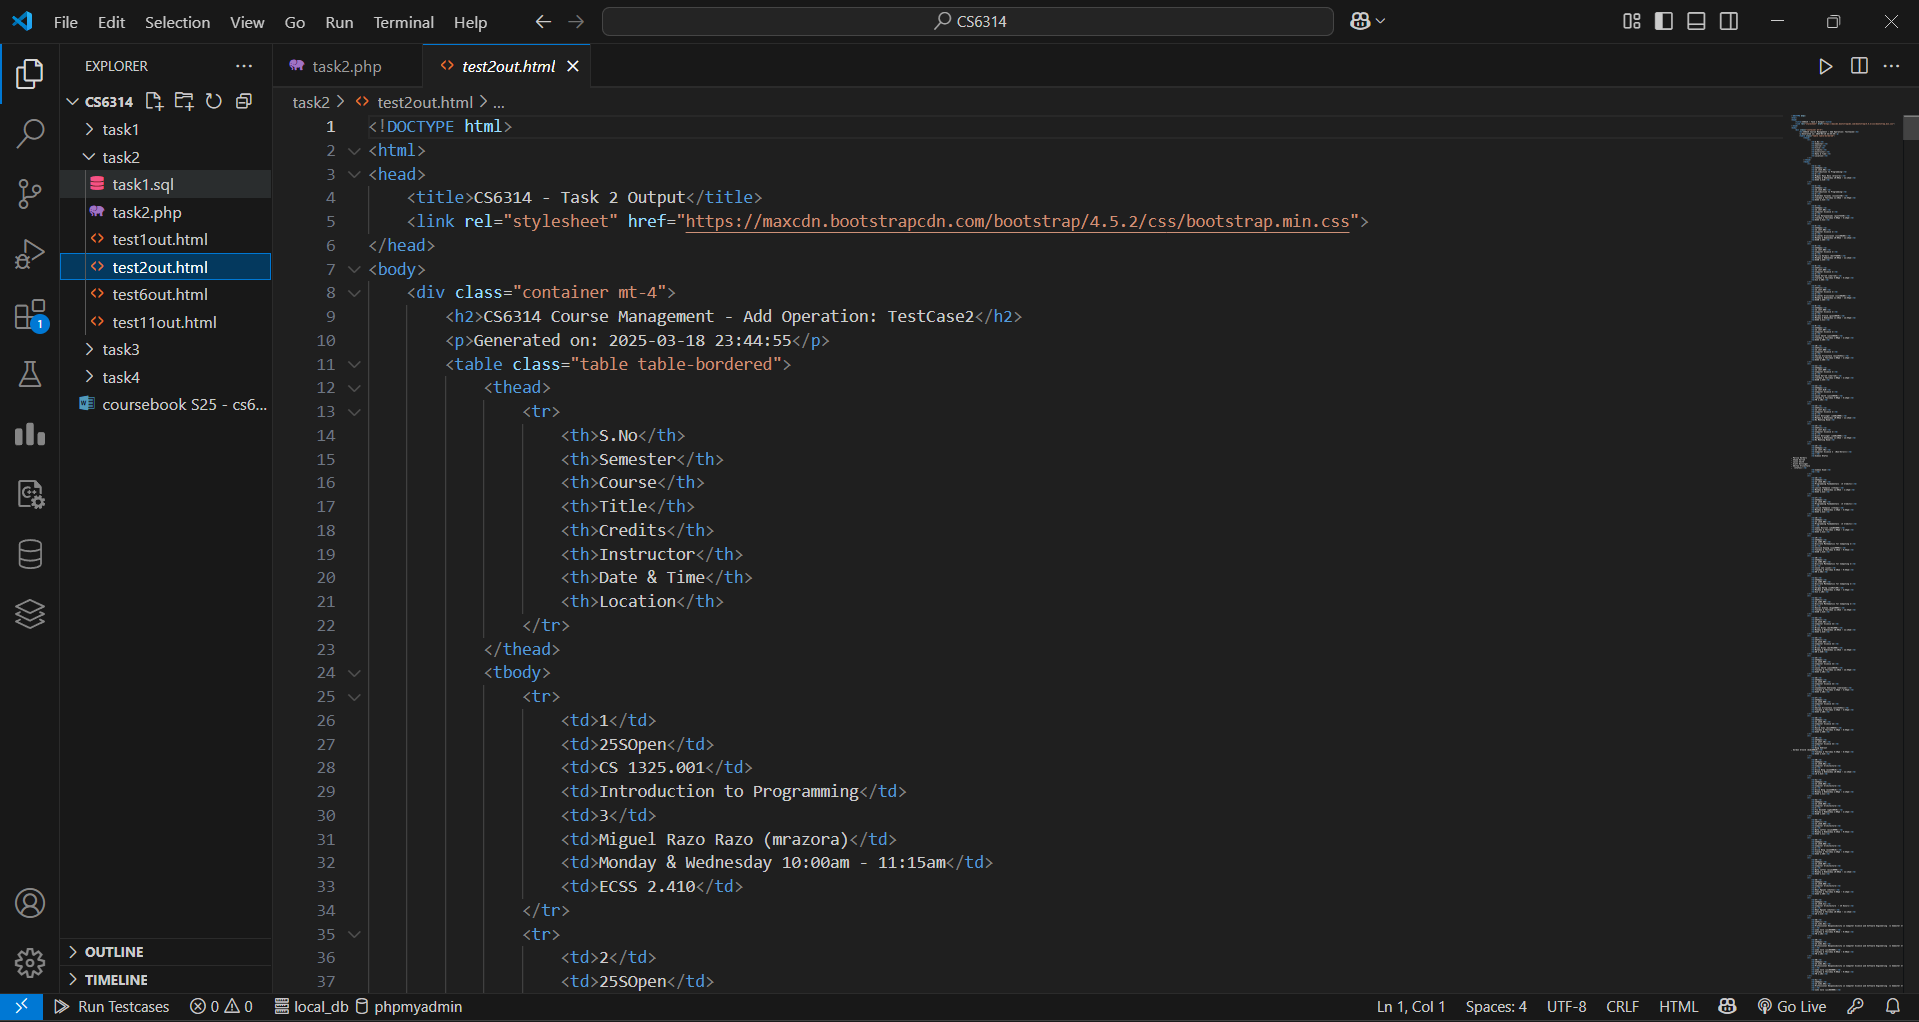 File Edit Selection View Go Run Terminal Help
CS6314
EXPLORER
CS6314
task1
task2
task1.sql
task2.php
test1out.html
test2out.html
test6out.html
test11out.html
task3
task4
coursebook S25 - cs6...
OUTLINE
TIMELINE
1
task2.php test2out.html
task2 > test2out.html > ...
1 <!DOCTYPE html>
2 <html>
3 <head>
4 <title>CS6314 - Task 2 Output</title>
5 <link rel="stylesheet" href="https://maxcdn.bootstrapcdn.com/bootstrap/4.5.2/css/bootstrap.min.css">
6 </head>
7 <body>
8 <div class="container mt-4">
9 <h2>CS6314 Course Management - Add Operation: TestCase2</h2>
10 <p>Generated on: 2025-03-18 23:44:55</p>
11 <table class="table table-bordered">
12 <thead>
13 <tr>
14 <th>S.No</th>
15 <th>Semester</th>
16 <th>Course</th>
17 <th>Title</th>
18 <th>Credits</th>
19 <th>Instructor</th>
20 <th>Date & Time</th>
21 <th>Location</th>
22 </tr>
23 </thead>
24 <tbody>
25 <tr>
26 <td>1</td>
27 <td>25SOpen</td>
28 <td>CS 1325.001</td>
29 <td>Introduction to Programming</td>
30 <td>3</td>
31 <td>Miguel Razo Razo (mrazora)</td>
32 <td>Monday & Wednesday 10:00am - 11:15am</td>
33 <td>ECSS 2.410</td>
34 </tr>
35 <tr>
36 <td>2</td>
37 <td>25SOpen</td>
Run Testcases 0 0 local_db phpmyadmin Ln 1, Col 1 Spaces: 4 UTF-8 CRLF HTML Go Live